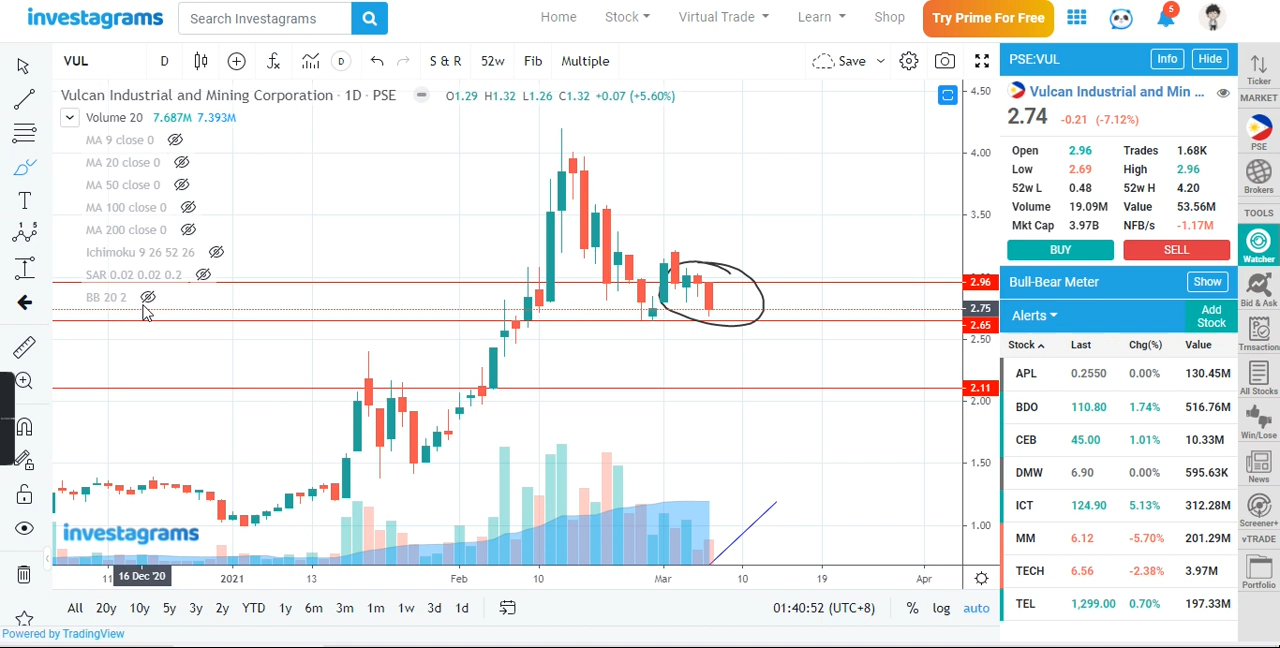 investagrams
Search Investagrams
Home
Stock
Virtual Trade
Learn
Shop
Try Prime For Free
5
VUL
D
D
S & R
52w
Fib
Multiple
Save
Vulcan Industrial and Mining Corporation · 1D · PSE
O1.29 H1.32 L1.26 C1.32 +0.07 (+5.60%)
Volume 20 7.687M 7.393M
MA 9 close 0
MA 20 close 0
MA 50 close 0
MA 100 close 0
MA 200 close 0
Ichimoku 9 26 52 26
SAR 0.02 0.02 0.2
BB 20 2
4.50
4.00
3.50
2.96
2.75
2.65
2.50
2.11
2.00
1.50
1.00
investagrams
11
16 Dec '20
2021
13
Feb
10
Mar
10
19
Apr
All 20y 10y 5y 3y 2y YTD 1y 6m 3m 1m 1w 3d 1d
01:40:52 (UTC+8)
% log auto
Powered by TradingView
PSE:VUL
Info
Hide
Vulcan Industrial and Min ...
2.74 -0.21 (-7.12%)
Open 2.96 Trades 1.68K
Low 2.69 High 2.96
52w L 0.48 52w H 4.20
Volume 19.09M Value 53.56M
Mkt Cap 3.97B NFB/s -1.17M
BUY
SELL
Bull-Bear Meter
Show
Alerts
Add
Stock
Stock Last Chg(%) Value
APL 0.2550 0.00% 130.45M
BDO 110.80 1.74% 516.76M
CEB 45.00 1.01% 10.33M
DMW 6.90 0.00% 595.63K
ICT 124.90 5.13% 312.28M
MM 6.12 -5.70% 201.29M
TECH 6.56 -2.38% 3.97M
TEL 1,299.00 0.70% 197.33M
Ticker
MARKET
PSE
Brokers
TOOLS
Watcher
Bid & Ask
Trnsaction
All Stocks
Win/Lose
News
Screener+
vTRADE
Portfolio